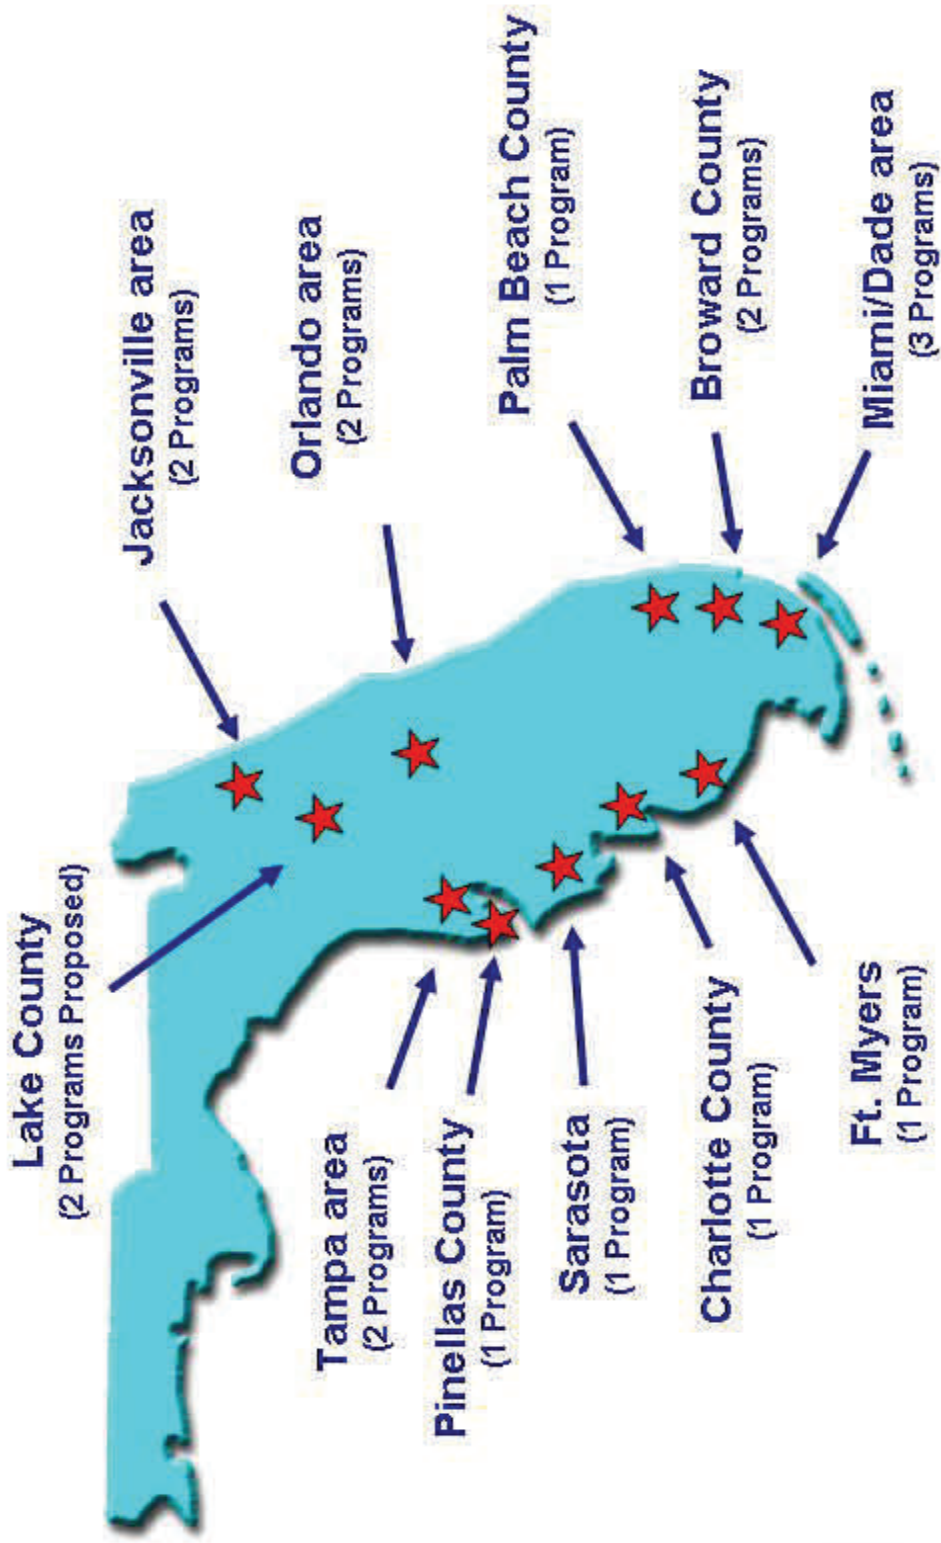 Lake County
(2 Programs Proposed)
Jacksonville area
(2 Programs)
Orlando area
(2 Programs)
Tampa area
(2 Programs)
Pinellas County
(1 Program)
Sarasota
(1 Program)
Charlotte County
(1 Program)
Ft. Myers
(1 Program)
Palm Beach County
(1 Program)
Broward County
(2 Programs)
Miami/Dade area
(3 Programs)